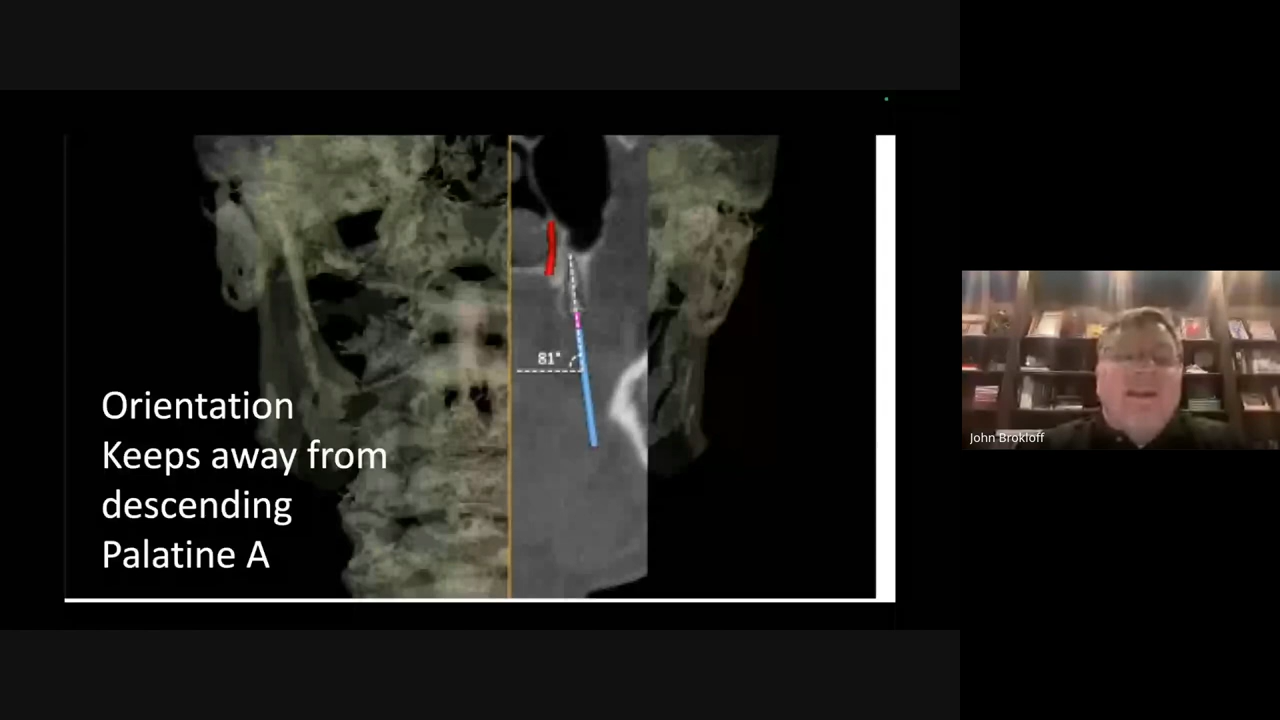 81°
Orientation
Keeps away from
descending
Palatine A
John Brokloff